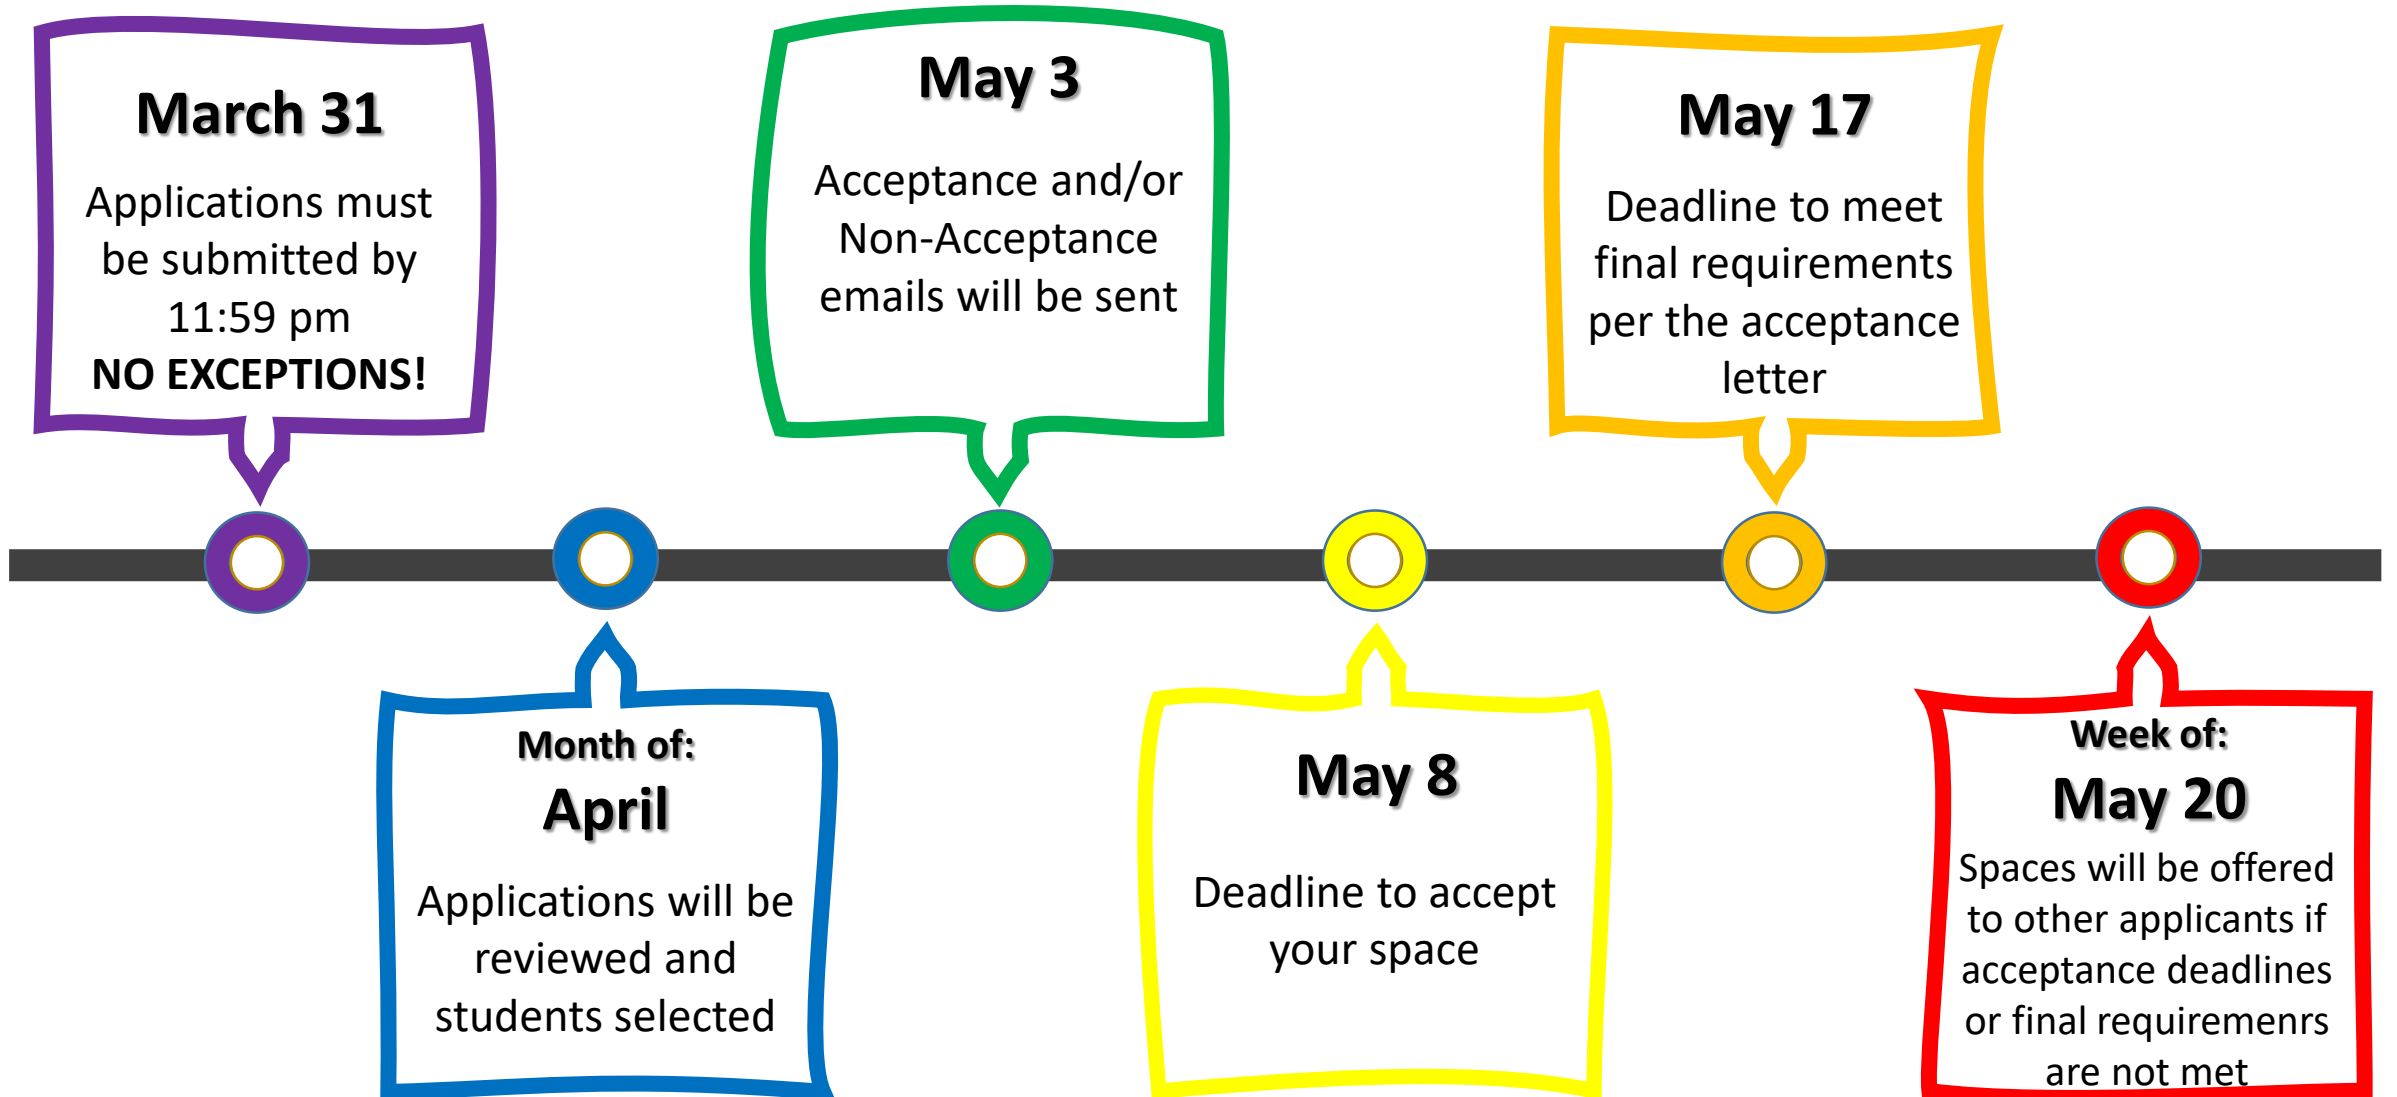 March 31
Applications must
be submitted by
11:59 pm
NO EXCEPTIONS!
Month of:
April
Applications will be
reviewed and
students selected
May 3
Acceptance and/or
Non-Acceptance
emails will be sent
May 8
Deadline to accept
your space
May 17
Deadline to meet
final requirements
per the acceptance
letter
Week of:
May 20
Spaces will be offered
to other applicants if
acceptance deadlines
or final requiremenrs
are not met